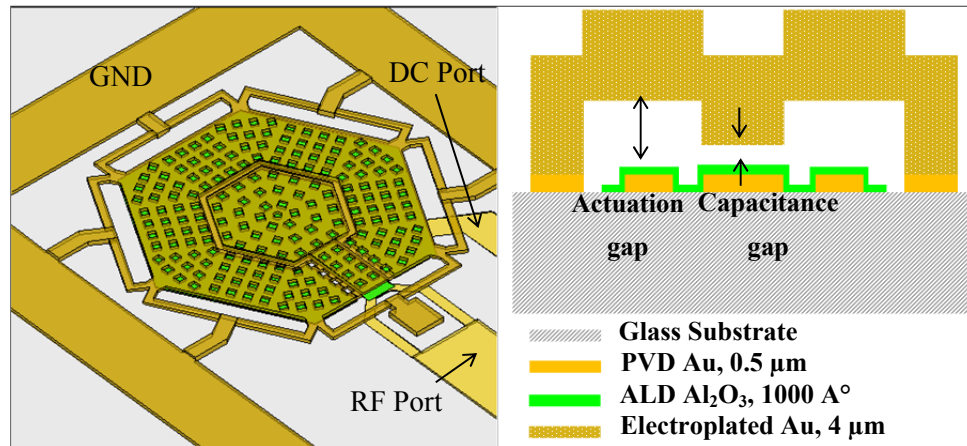 GND
DC Port
RF Port
Actuation Capacitance
gap gap
Glass Substrate
PVD Au, 0.5 µm
ALD Al₂O₃, 1000 A°
Electroplated Au, 4 µm